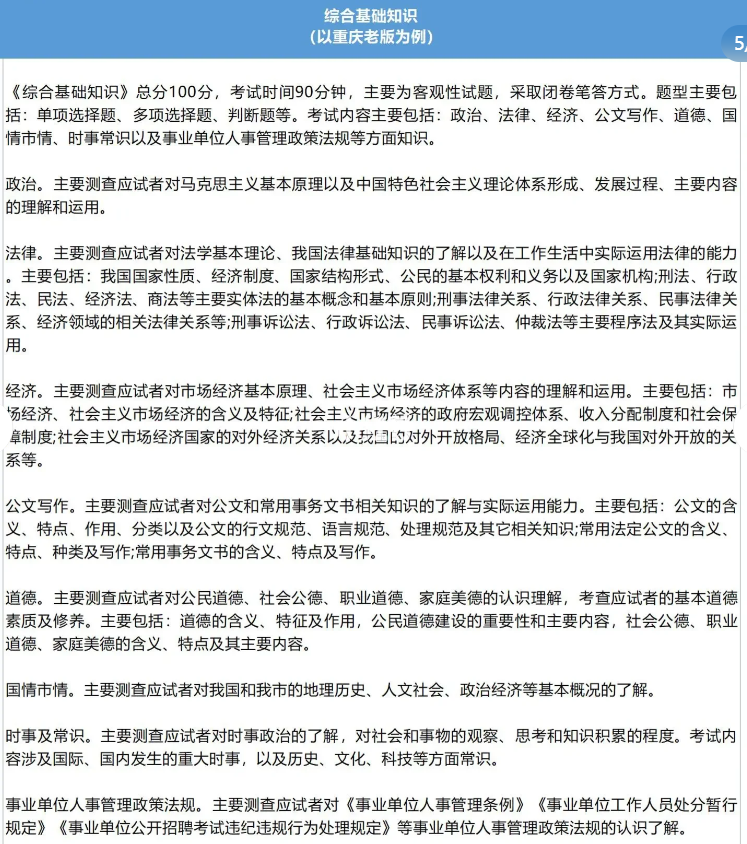 综合基础知识
（以重庆老版为例）
5/
《综合基础知识》总分100分，考试时间90分钟，主要为客观性试题，采取闭卷笔答方式。题型主要包
括：单项选择题、多项选择题、判断题等。考试内容主要包括：政治、法律、经济、公文写作、道德、国
情市情、时事常识以及事业单位人事管理政策法规等方面知识。
政治。主要测查应试者对马克思主义基本原理以及中国特色社会主义理论体系形成、发展过程、主要内容
的理解和运用。
法律。主要测查应试者对法学基本理论、我国法律基础知识的了解以及在工作生活中实际运用法律的能力
。主要包括：我国国家性质、经济制度、国家结构形式、公民的基本权利和义务以及国家机构;刑法、行政
法、民法、经济法、商法等主要实体法的基本概念和基本原则;刑事法律关系、行政法律关系、民事法律关
系、经济领域的相关法律关系等;刑事诉讼法、行政诉讼法、民事诉讼法、仲裁法等主要程序法及其实际运
用。
经济。主要测查应试者对市场经济基本原理、社会主义市场经济体系等内容的理解和运用。主要包括：市
场经济、社会主义市场经济的含义及特征;社会主义市场经济的政府宏观调控体系、收入分配制度和社会保
障制度;社会主义市场经济国家的对外经济关系以及我国的对外开放格局、经济全球化与我国对外开放的关
系等。
公文写作。主要测查应试者对公文和常用事务文书相关知识的了解与实际运用能力。主要包括：公文的含
义、特点、作用、分类以及公文的行文规范、语言规范、处理规范及其它相关知识;常用法定公文的含义、
特点、种类及写作;常用事务文书的含义、特点及写作。
道德。主要测查应试者对公民道德、社会公德、职业道德、家庭美德的认识理解，考查应试者的基本道德
素质及修养。主要包括：道德的含义、特征及作用，公民道德建设的重要性和主要内容，社会公德、职业
道德、家庭美德的含义、特点及其主要内容。
国情市情。主要测查应试者对我国和我市的地理历史、人文社会、政治经济等基本概况的了解。
时事及常识。主要测查应试者对时事政治的了解，对社会和事物的观察、思考和知识积累的程度。考试内
容涉及国际、国内发生的重大时事，以及历史、文化、科技等方面常识。
事业单位人事管理政策法规。主要测查应试者对《事业单位人事管理条例》《事业单位工作人员处分暂行
规定》《事业单位公开招聘考试违纪违规行为处理规定》等事业单位人事管理政策法规的认识了解。